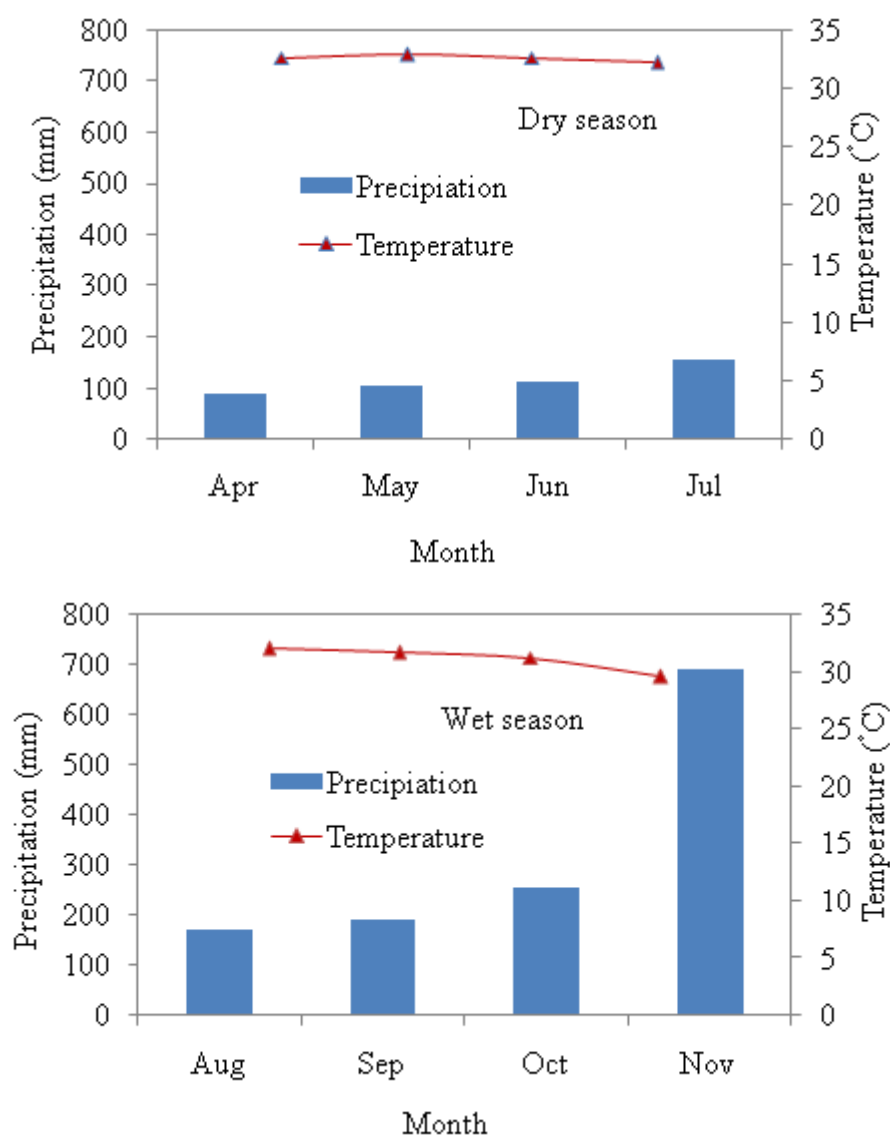 800
700
600
500
400
300
200
100
0
Precipitation (mm)
35
30
25
20
15
10
5
0
Temperature (˚C)
Dry season
Precipiation
Temperature
Apr May Jun Jul
Month
800
700
600
500
400
300
200
100
0
Precipitation (mm)
35
30
25
20
15
10
5
0
Temperature (˚C)
Wet season
Precipiation
Temperature
Aug Sep Oct Nov
Month